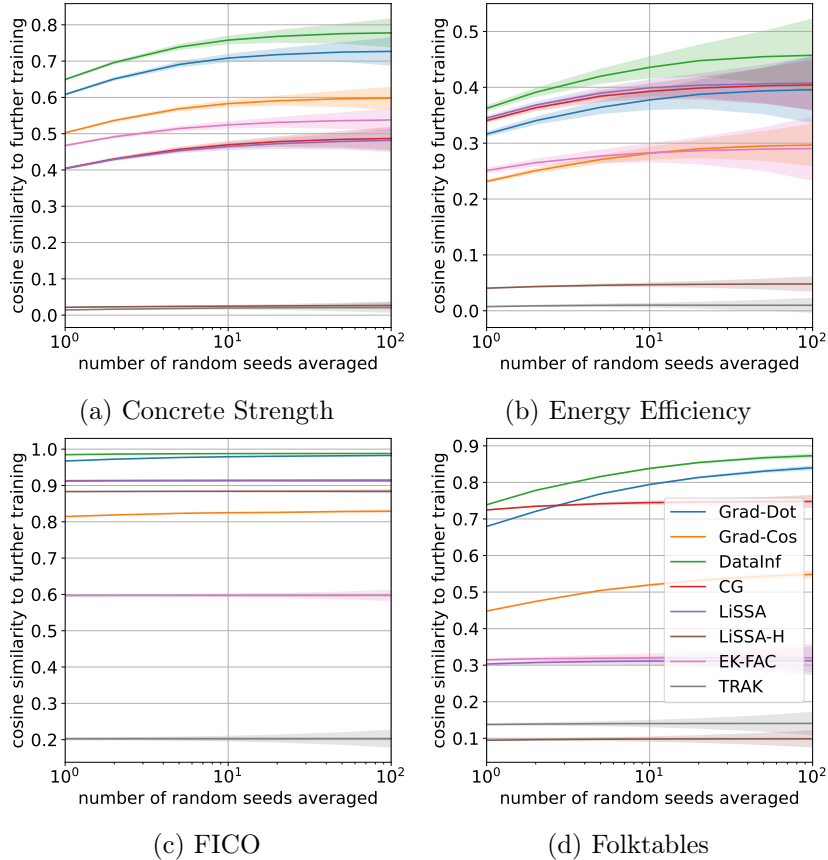 cosine similarity to further training
0.8
0.7
0.6
0.5
0.4
0.3
0.2
0.1
0.0
10^0
10^1
10^2
number of random seeds averaged
(a) Concrete Strength
cosine similarity to further training
0.5
0.4
0.3
0.2
0.1
0.0
10^0
10^1
10^2
number of random seeds averaged
(b) Energy Efficiency
cosine similarity to further training
1.0
0.9
0.8
0.7
0.6
0.5
0.4
0.3
0.2
10^0
10^1
10^2
number of random seeds averaged
(c) FICO
cosine similarity to further training
0.9
0.8
0.7
0.6
0.5
0.4
0.3
0.2
0.1
Grad-Dot
Grad-Cos
DataInf
CG
LiSSA
LiSSA-H
EK-FAC
TRAK
10^0
10^1
10^2
number of random seeds averaged
(d) Folktables